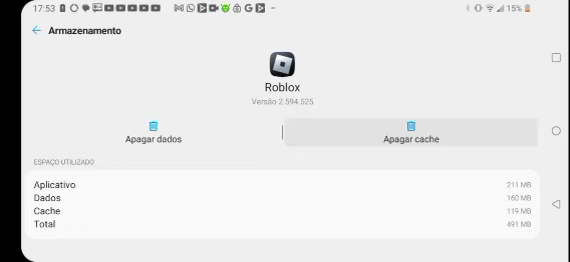 17:53
15%
Armazenamento
Roblox
Versão 2.594.525
Apagar dados
Apagar cache
ESPAÇO UTILIZADO
Aplicativo 211 MB
Dados 160 MB
Cache 119 MB
Total 491 MB